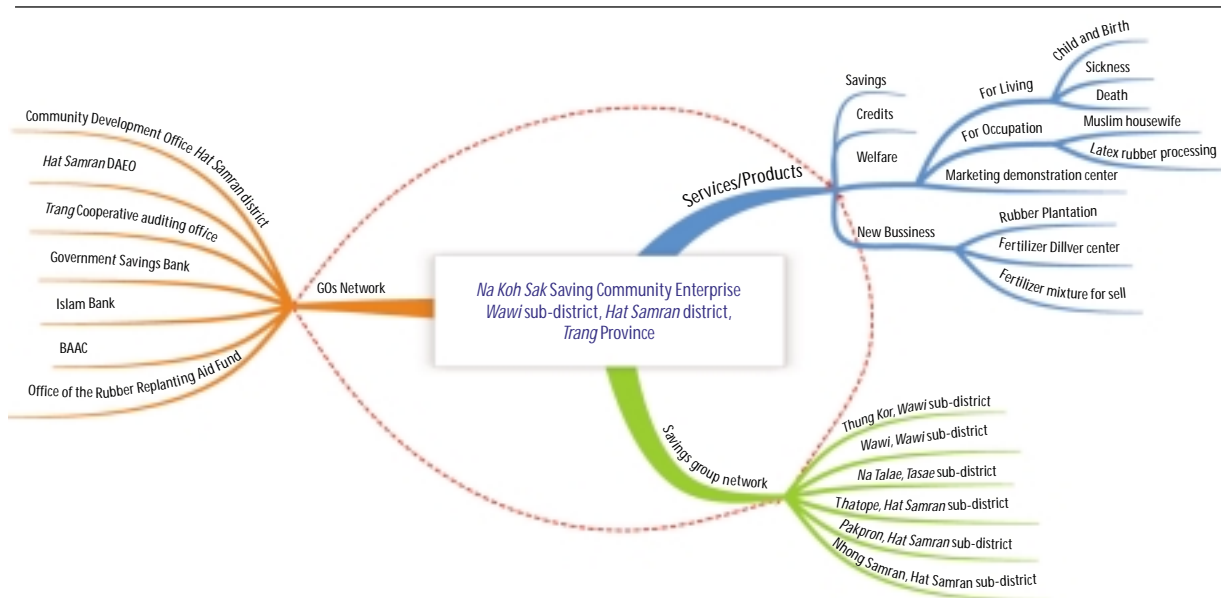 Community Development Office Hat Samran district
Hat Samran DAEO
Trang Cooperative auditing office
Government Savings Bank
Islam Bank
BAAC
Office of the Rubber Replanting Aid Fund
GOs Network
Na Koh Sak Saving Community Enterprise
Wawi sub-district, Hat Samran district,
Trang Province
Services/Products
Savings
Credits
Welfare
For Living
Child and Birth
Sickness
Death
For Occupation
Muslim housewife
Latex rubber processing
Marketing demonstration center
New Bussiness
Rubber Plantation
Fertilizer Dillver center
Fertilizer mixture for sell
Savings group network
Thung Kor, Wawi sub-district
Wawi, Wawi sub-district
Na Talae, Tasae sub-district
Thatope, Hat Samran sub-district
Pakpron, Hat Samran sub-district
Nhong Samran, Hat Samran sub-district